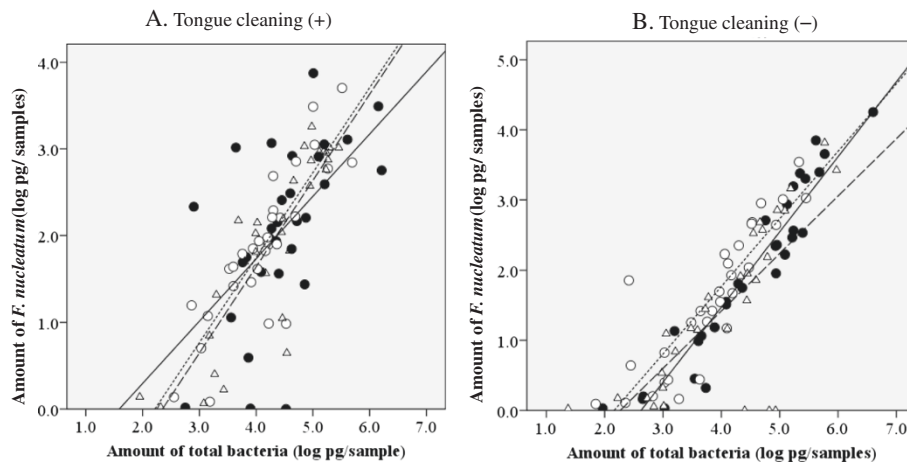 A. Tongue cleaning (+)
B. Tongue cleaning (−)
Amount of F. nucleatum(log pg/ samples)
4.0
3.0
2.0
1.0
0.0
1.0 2.0 3.0 4.0 5.0 6.0 7.0
Amount of total bacteria (log pg/sample)
Amount of F. nucleatum(log pg/ samples)
5.0
4.0
3.0
2.0
1.0
0.0
1.0 2.0 3.0 4.0 5.0 6.0 7.0
Amount of total bacteria (log pg/samples)